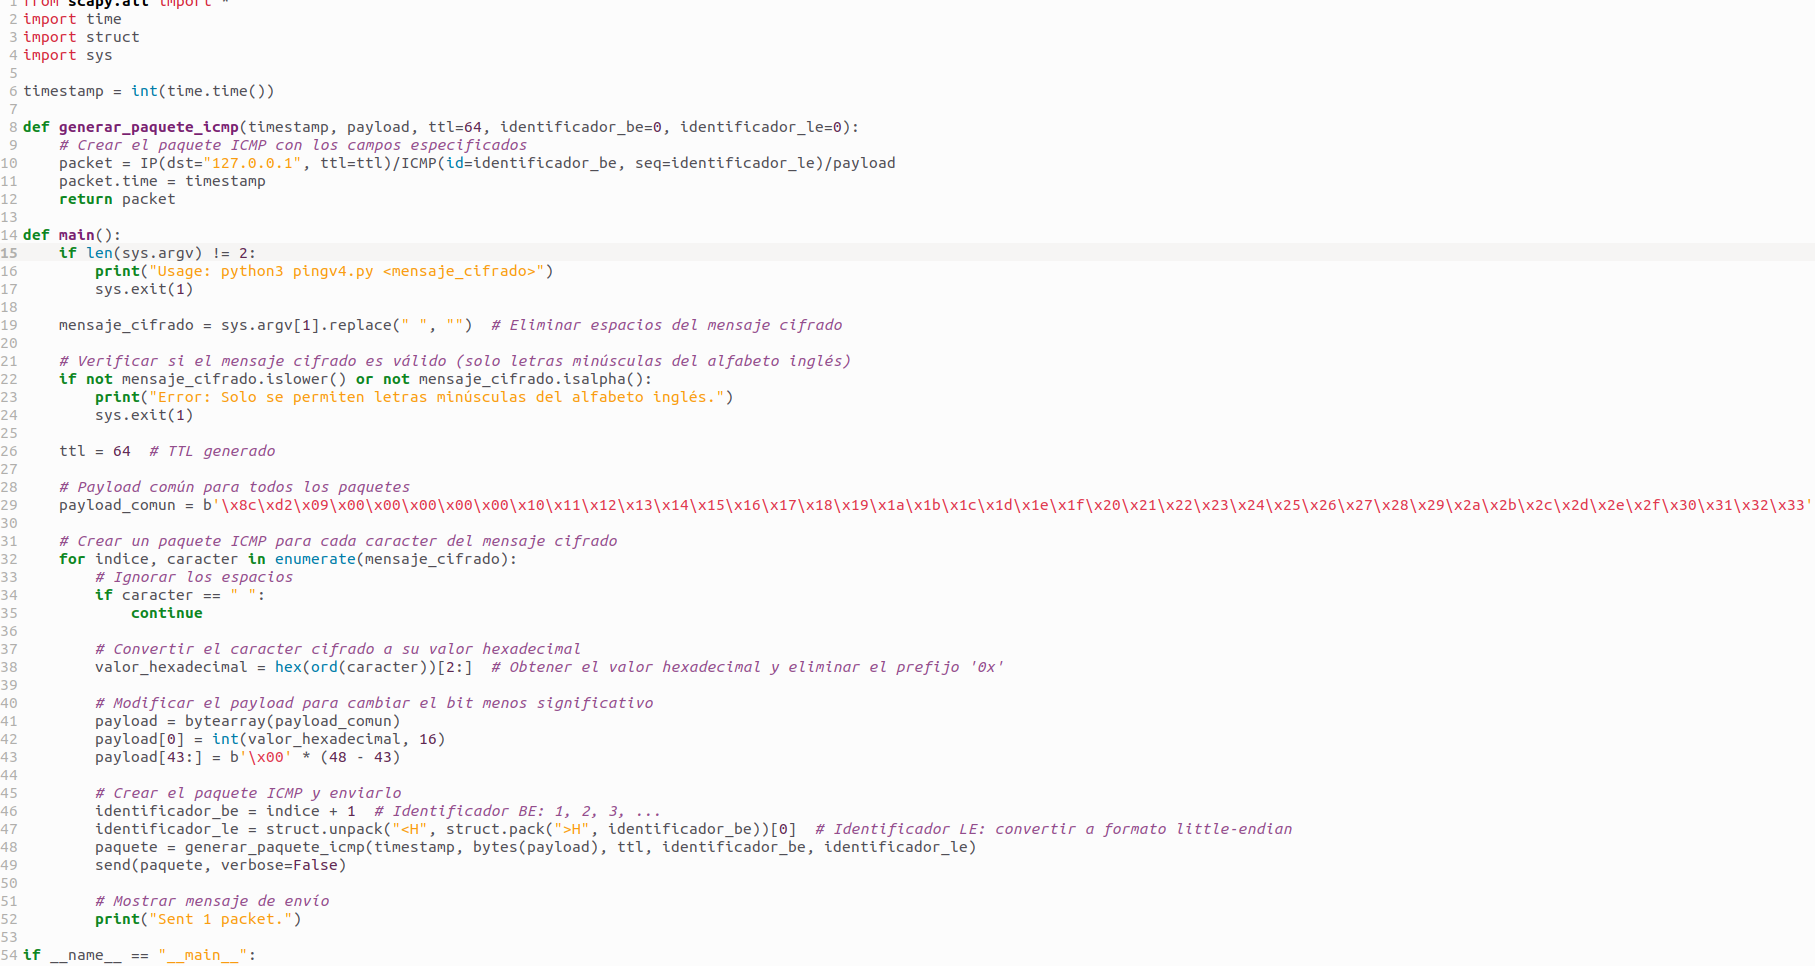 1 from scapy.all import *
2 import time
3 import struct
4 import sys
5
6 timestamp = int(time.time())
7
8 def generar_paquete_icmp(timestamp, payload, ttl=64, identificador_be=0, identificador_le=0):
9     # Crear el paquete ICMP con los campos especificados
10     packet = IP(dst="127.0.0.1", ttl=ttl)/ICMP(id=identificador_be, seq=identificador_le)/payload
11     packet.time = timestamp
12     return packet
13
14 def main():
15     if len(sys.argv) != 2:
16         print("Usage: python3 pingv4.py <mensaje_cifrado>")
17         sys.exit(1)
18
19     mensaje_cifrado = sys.argv[1].replace(" ", "")  # Eliminar espacios del mensaje cifrado
20
21     # Verificar si el mensaje cifrado es válido (solo letras minúsculas del alfabeto inglés)
22     if not mensaje_cifrado.islower() or not mensaje_cifrado.isalpha():
23         print("Error: Solo se permiten letras minúsculas del alfabeto inglés.")
24         sys.exit(1)
25
26     ttl = 64  # TTL generado
27
28     # Payload común para todos los paquetes
29     payload_comun = b'\x8c\xd2\x09\x00\x00\x00\x00\x00\x10\x11\x12\x13\x14\x15\x16\x17\x18\x19\x1a\x1b\x1c\x1d\x1e\x1f\x20\x21\x22\x23\x24\x25\x26\x27\x28\x29\x2a\x2b\x2c\x2d\x2e\x2f\x30\x31\x32\x33'
30
31     # Crear un paquete ICMP para cada caracter del mensaje cifrado
32     for indice, caracter in enumerate(mensaje_cifrado):
33         # Ignorar los espacios
34         if caracter == " ":
35             continue
36
37         # Convertir el caracter cifrado a su valor hexadecimal
38         valor_hexadecimal = hex(ord(caracter))[2:]  # Obtener el valor hexadecimal y eliminar el prefijo '0x'
39
40         # Modificar el payload para cambiar el bit menos significativo
41         payload = bytearray(payload_comun)
42         payload[0] = int(valor_hexadecimal, 16)
43         payload[43:] = b'\x00' * (48 - 43)
44
45         # Crear el paquete ICMP y enviarlo
46         identificador_be = indice + 1  # Identificador BE: 1, 2, 3, ...
47         identificador_le = struct.unpack("<H", struct.pack(">H", identificador_be))[0]  # Identificador LE: convertir a formato little-endian
48         paquete = generar_paquete_icmp(timestamp, bytes(payload), ttl, identificador_be, identificador_le)
49         send(paquete, verbose=False)
50
51         # Mostrar mensaje de envío
52         print("Sent 1 packet.")
53
54 if __name__ == "__main__":